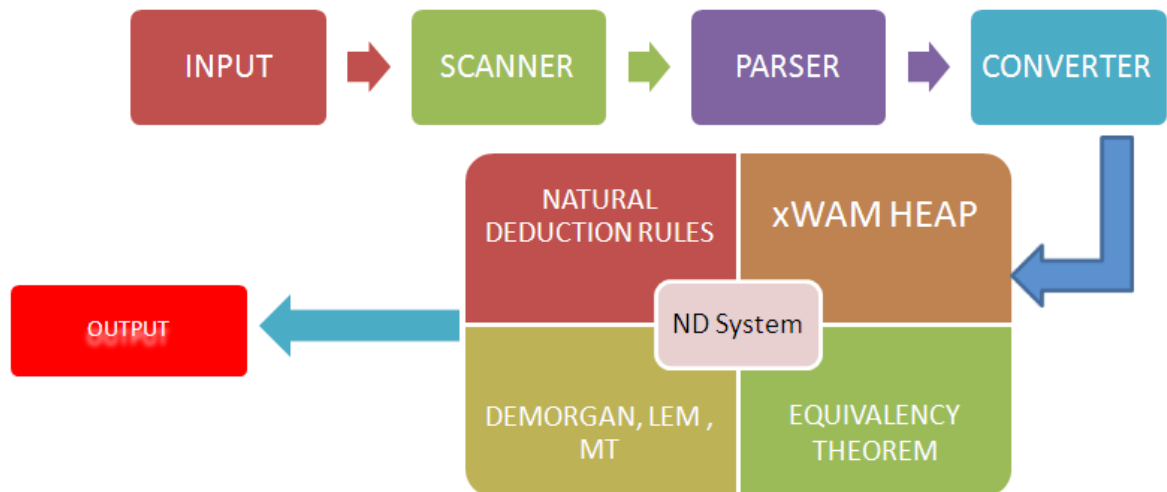 INPUT
SCANNER
PARSER
CONVERTER
NATURAL
DEDUCTION RULES
xWAM HEAP
ND System
OUTPUT
DEMORGAN, LEM ,
MT
EQUIVALENCY
THEOREM